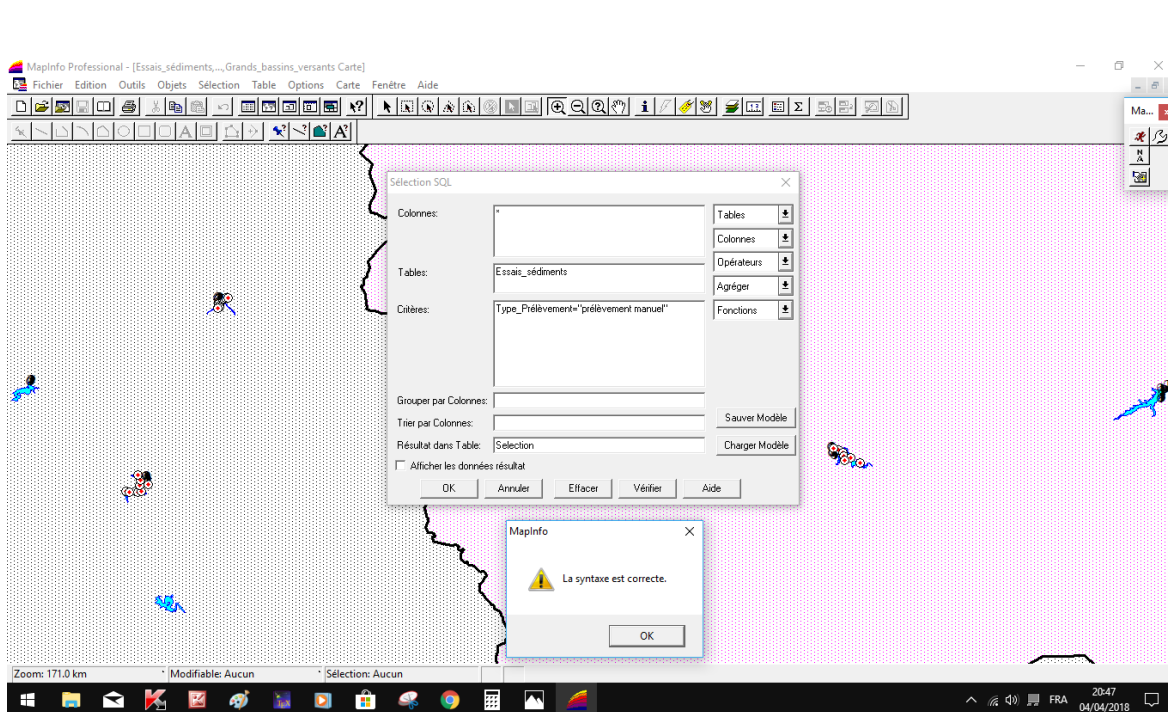 MapInfo Professional - [Essais_sédiments,...,Grands_bassins_versants Carte]
Fichier Edition Outils Objets Sélection Table Options Carte Fenêtre Aide
Ma...
Sélection SQL
Colonnes:
*
Tables
Colonnes
Tables:
Essais_sédiments
Opérateurs
Agréger
Critères:
Type_Prélèvement="prélèvement manuel"
Fonctions
Grouper par Colonnes:
Trier par Colonnes:
Sauver Modèle
Résultat dans Table:
Selection
Charger Modèle
Afficher les données résultat
OK Annuler Effacer Vérifier Aide
MapInfo
La syntaxe est correcte.
OK
Zoom: 171.0 km Modifiable: Aucun Sélection: Aucun
FRA
20:47
04/04/2018